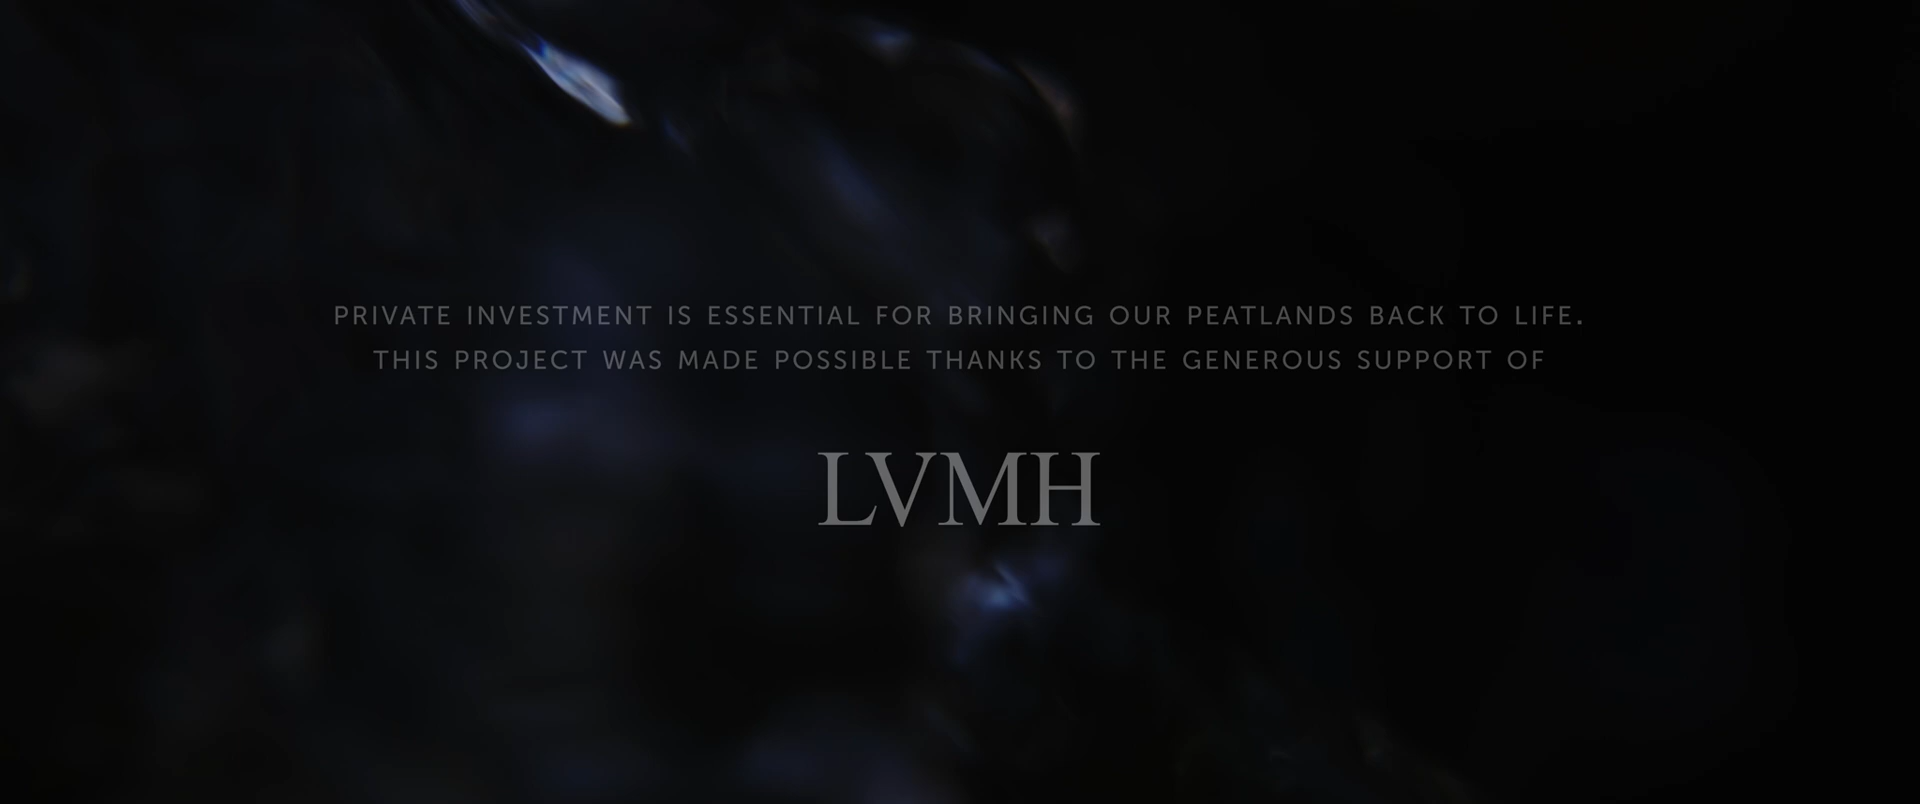 PRIVATE INVESTMENT IS ESSENTIAL FOR BRINGING OUR PEATLANDS BACK TO LIFE.
THIS PROJECT WAS MADE POSSIBLE THANKS TO THE GENEROUS SUPPORT OF
LVMH